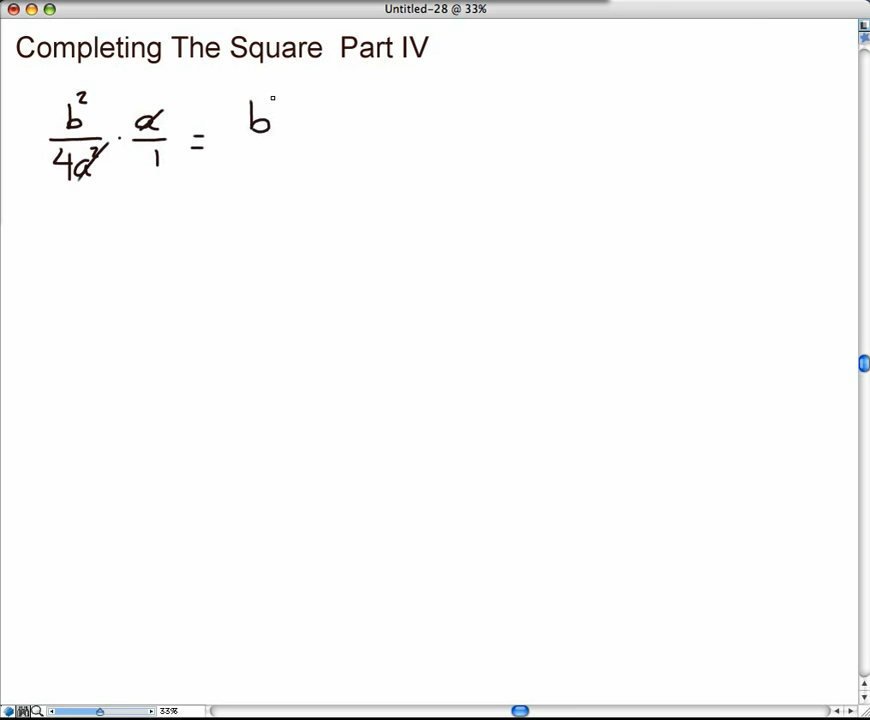 Untitled-28 @ 33%
Completing The Square Part IV
b² / 4a² · a / 1 = b
33%